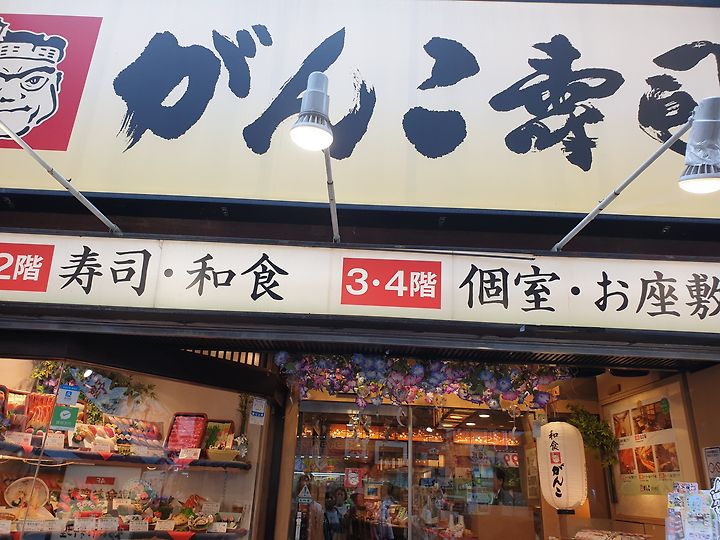 がんこ寿司
2階 寿司・和食 3・4階 個室・お座敷
和食
がんこ